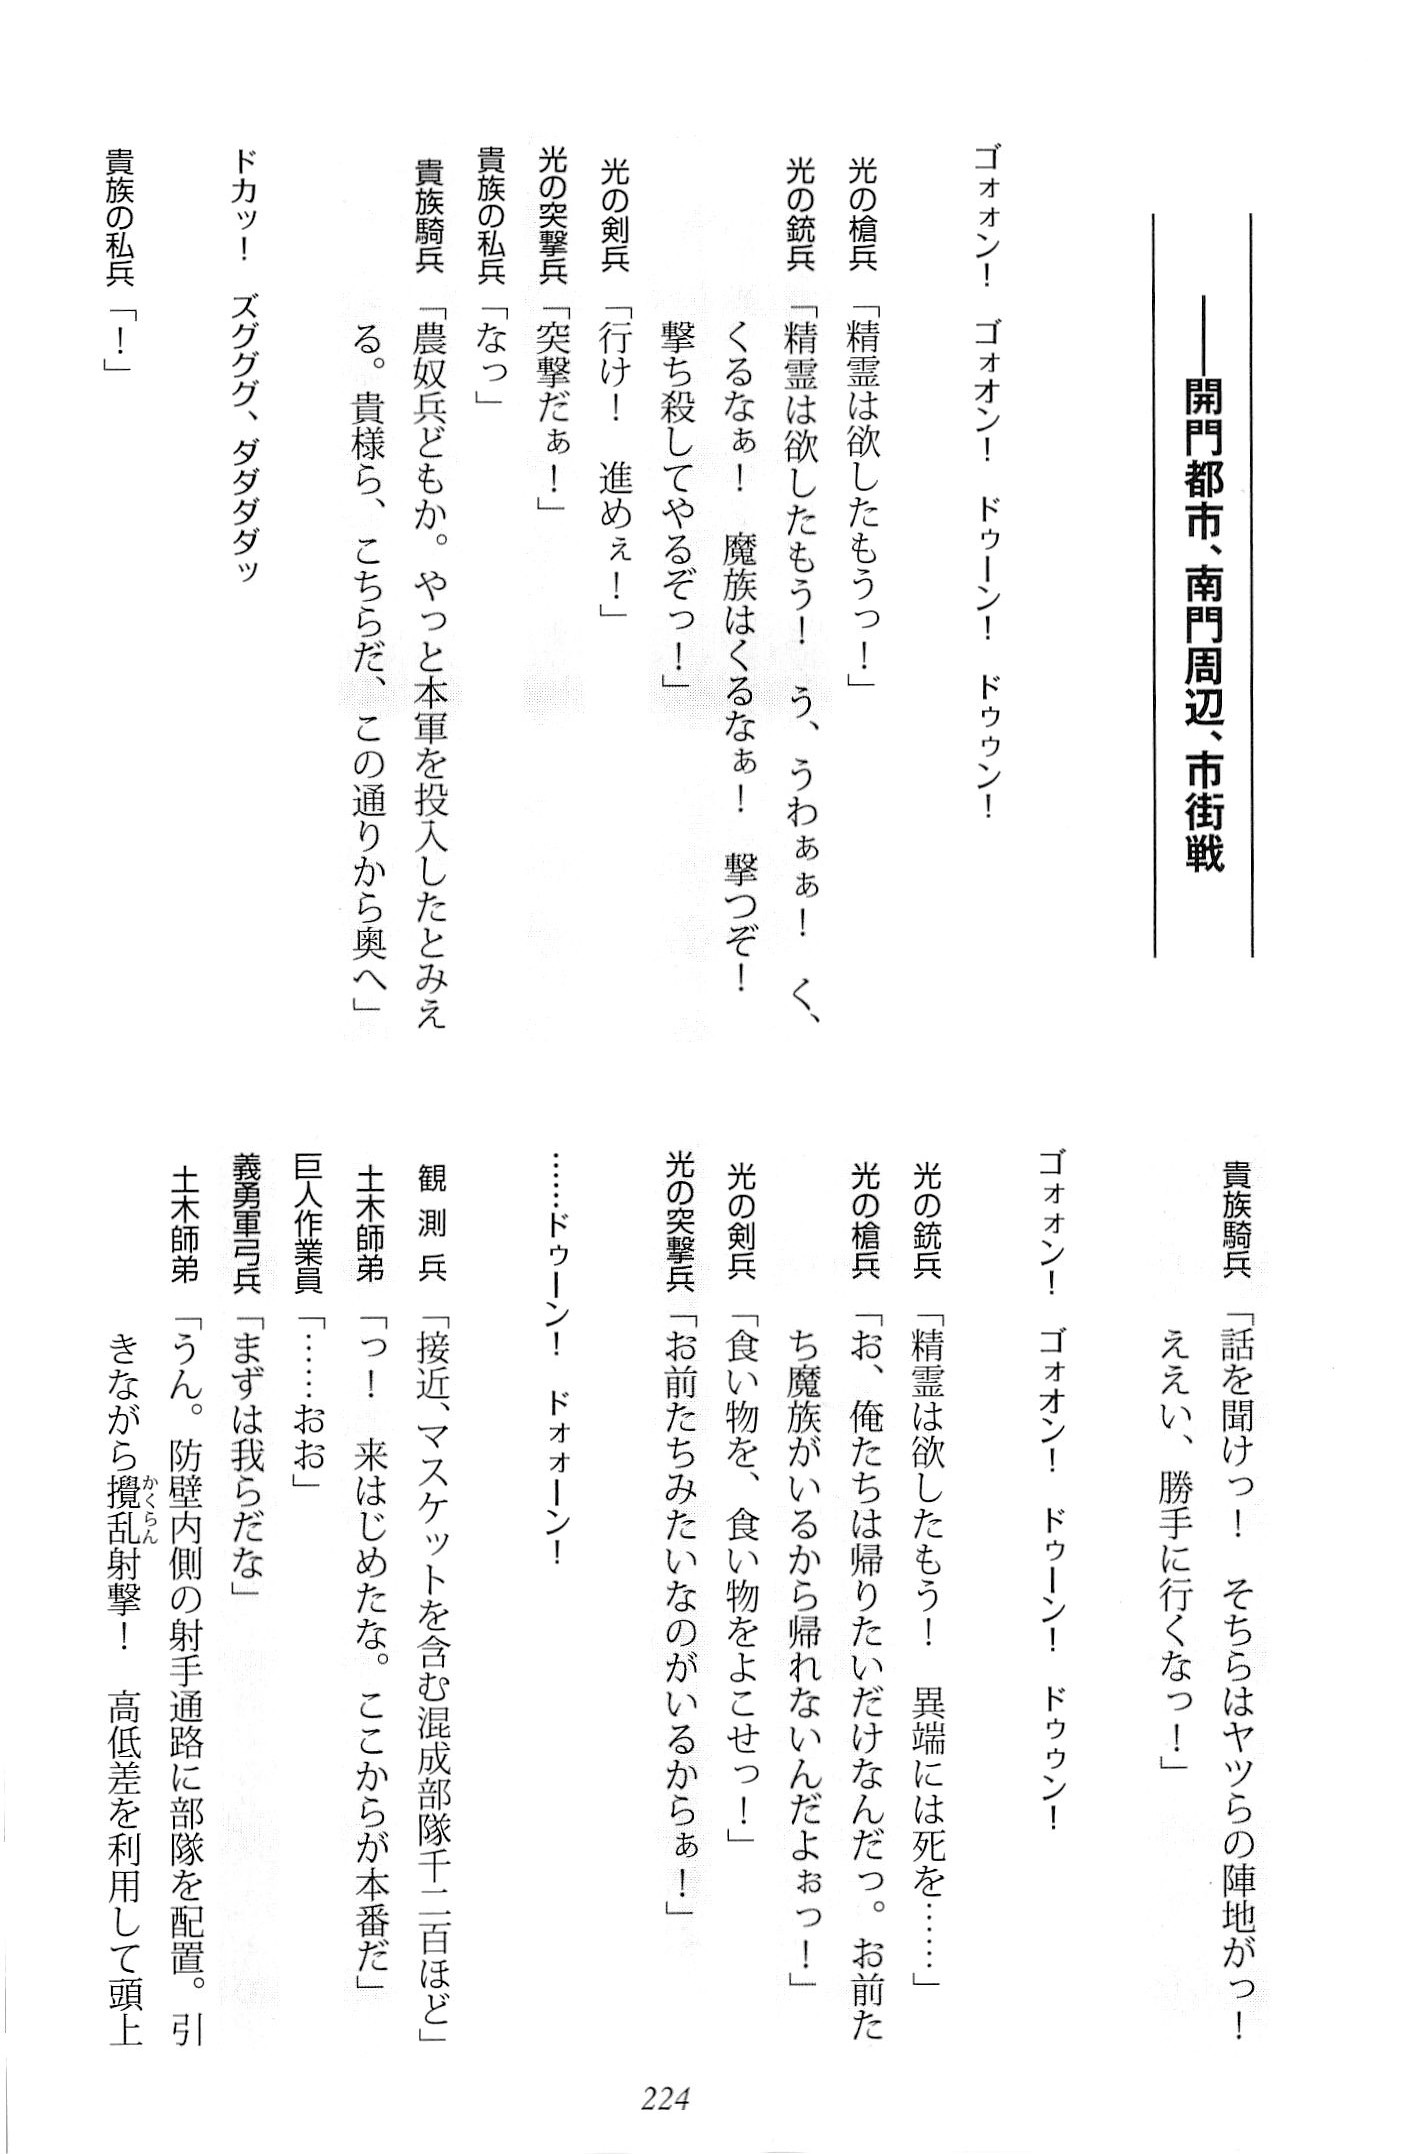 ――開門都市、南門周辺、市街戦
ゴォォン！　ゴォオン！　ドゥーン！　ドゥゥン！
光の槍兵「精霊は欲したもうっ！」
光の銃兵「精霊は欲したもう！　う、うわぁぁ！　く、
くるなぁ！　魔族はくるなぁ！　撃つぞ！
撃ち殺してやるぞっ！」
光の剣兵「行け！　進めぇ！」
光の突撃兵「突撃だぁ！」
貴族の私兵「なっ」
貴族騎兵「農奴兵どもか。やっと本軍を投入したとみえ
る。貴様ら、こちらだ、この通りから奥へ」
ドカッ！　ズグググ、ダダダダッ
貴族の私兵「！」
貴族騎兵「話を聞けっ！　そちらはヤツらの陣地がっ！
ええい、勝手に行くなっ！」
ゴォォン！　ゴォオン！　ドゥーン！　ドゥゥン！
光の銃兵「精霊は欲したもう！　異端には死を……」
光の槍兵「お、俺たちは帰りたいだけなんだっ。お前た
ち魔族がいるから帰れないんだよぉっ！」
光の剣兵「食い物を、食い物をよこせっ！」
光の突撃兵「お前たちみたいなのがいるからぁ！」
……ドゥーン！　ドォォーン！
観測兵「接近、マスケットを含む混成部隊千二百ほど」
土木師弟「っ！　来はじめたな。ここからが本番だ」
巨人作業員「……おお」
義勇軍弓兵「まずは我らだな」
土木師弟「うん。防壁内側の射手通路に部隊を配置。引
きながら攪乱射撃！　高低差を利用して頭上
かくらん
224